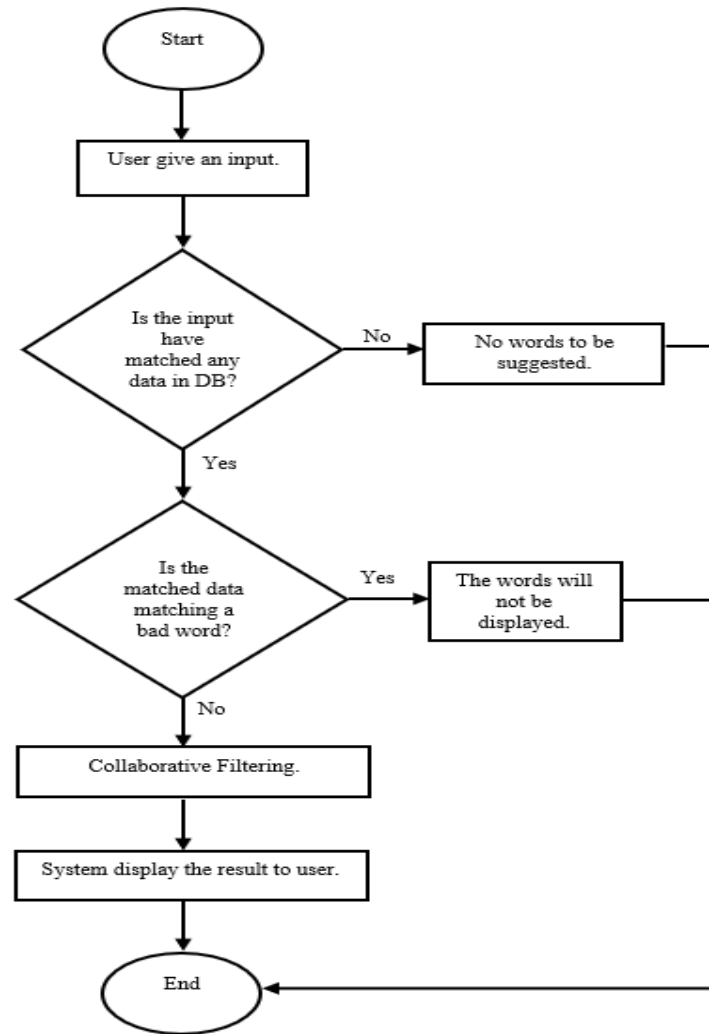 Start
User give an input.
Is the input
have
matched any
data in DB?
No
No words to be
suggested.
Yes
Is the
matched data
matching a
bad word?
Yes
The words will
not be
displayed.
No
Collaborative Filtering.
System display the result to user.
End